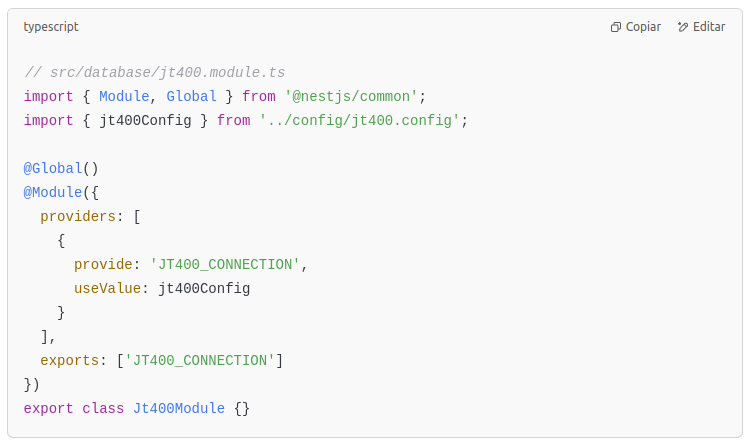 typescript
Copiar
Editar
// src/database/jt400.module.ts
import { Module, Global } from '@nestjs/common';
import { jt400Config } from '../config/jt400.config';

@Global()
@Module({
  providers: [
    {
      provide: 'JT400_CONNECTION',
      useValue: jt400Config
    }
  ],
  exports: ['JT400_CONNECTION']
})
export class Jt400Module {}